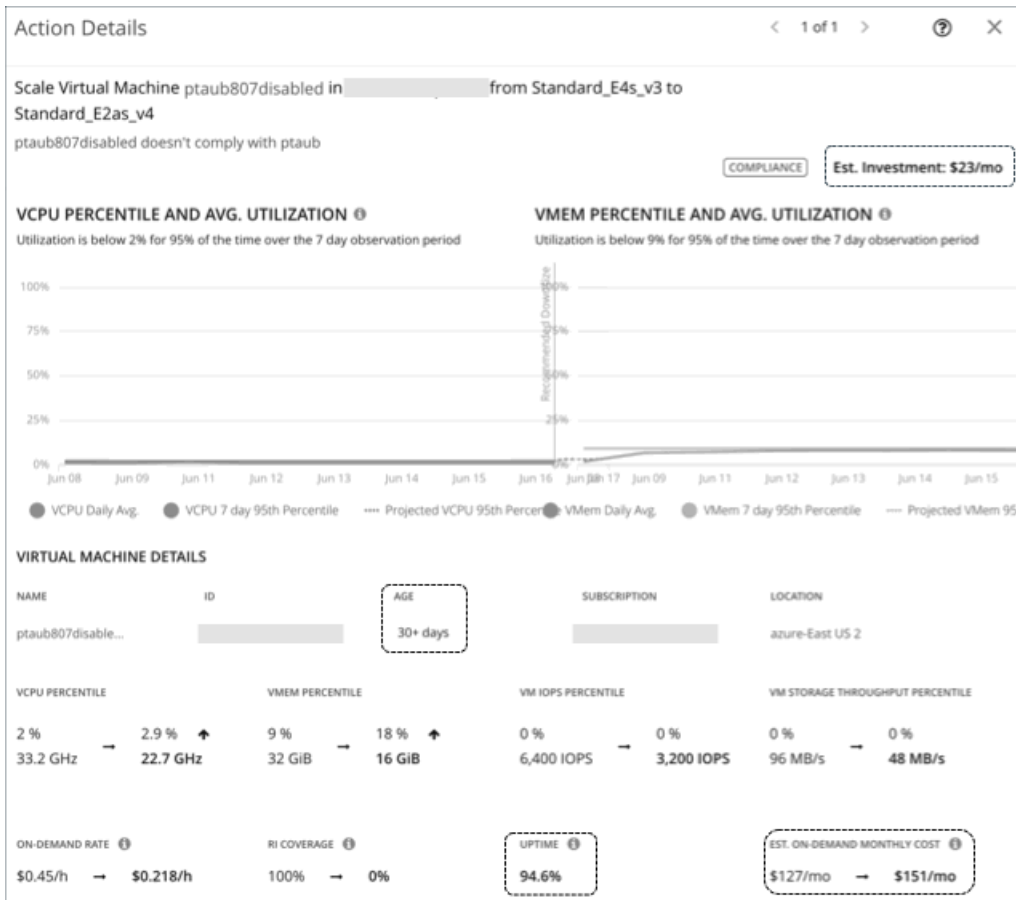 Action Details
1 of 1
Scale Virtual Machine ptaub807disabled in from Standard_E4s_v3 to
Standard_E2as_v4
ptaub807disabled doesn't comply with ptaub
COMPLIANCE
Est. Investment: $23/mo
VCPU PERCENTILE AND AVG. UTILIZATION
Utilization is below 2% for 95% of the time over the 7 day observation period
100%
75%
50%
25%
0%
Jun 08 Jun 09 Jun 11 Jun 12 Jun 13 Jun 14 Jun 15 Jun 16 Jun 17
Recommended Downsize
VCPU Daily Avg. VCPU 7 day 95th Percentile Projected VCPU 95th
VMEM PERCENTILE AND AVG. UTILIZATION
Utilization is below 9% for 95% of the time over the 7 day observation period
100%
75%
50%
25%
0%
Jun 09 Jun 11 Jun 12 Jun 13 Jun 14 Jun 15
VMem Daily Avg. VMem 7 day 95th Percentile Projected VMem 95
VIRTUAL MACHINE DETAILS
NAME ID AGE SUBSCRIPTION LOCATION
ptaub807disable... 30+ days azure-East US 2
VCPU PERCENTILE VMEM PERCENTILE VM IOPS PERCENTILE VM STORAGE THROUGHPUT PERCENTILE
2 % 2.9 % ↑ 9 % 18 % ↑ 0 % 0 % 0 % 0 %
→ → → →
33.2 GHz 22.7 GHz 32 GiB 16 GiB 6,400 IOPS 3,200 IOPS 96 MB/s 48 MB/s
ON-DEMAND RATE RI COVERAGE UPTIME EST. ON-DEMAND MONTHLY COST
$0.45/h → $0.218/h 100% → 0% 94.6% $127/mo → $151/mo